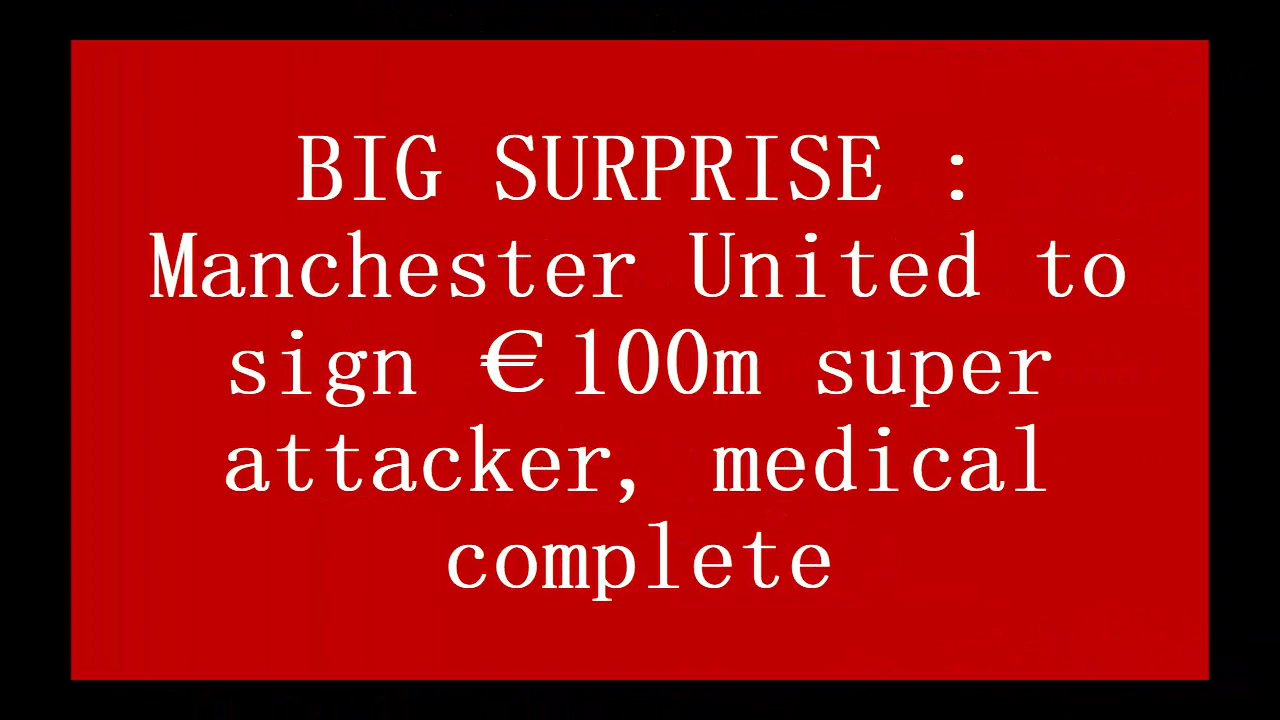 BIG SURPRISE :
Manchester United to
sign €100m super
attacker, medical
complete